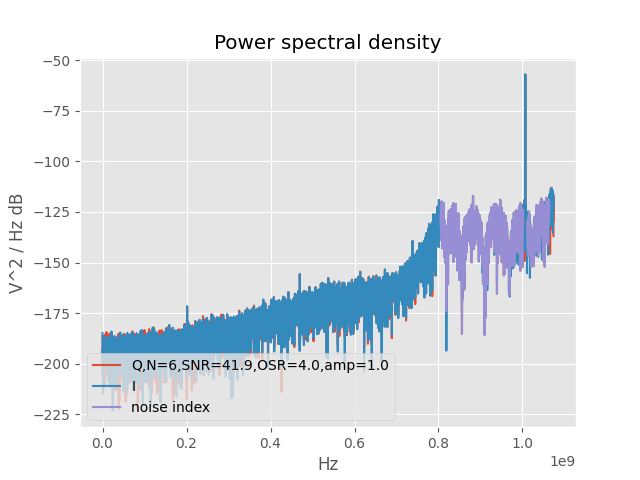 Power spectral density
V^2 / Hz dB
−50
−75
−100
−125
−150
−175
−200
−225
Q,N=6,SNR=41.9,OSR=4.0,amp=1.0
I
noise index
0.0 0.2 0.4 0.6 0.8 1.0
1e9
Hz